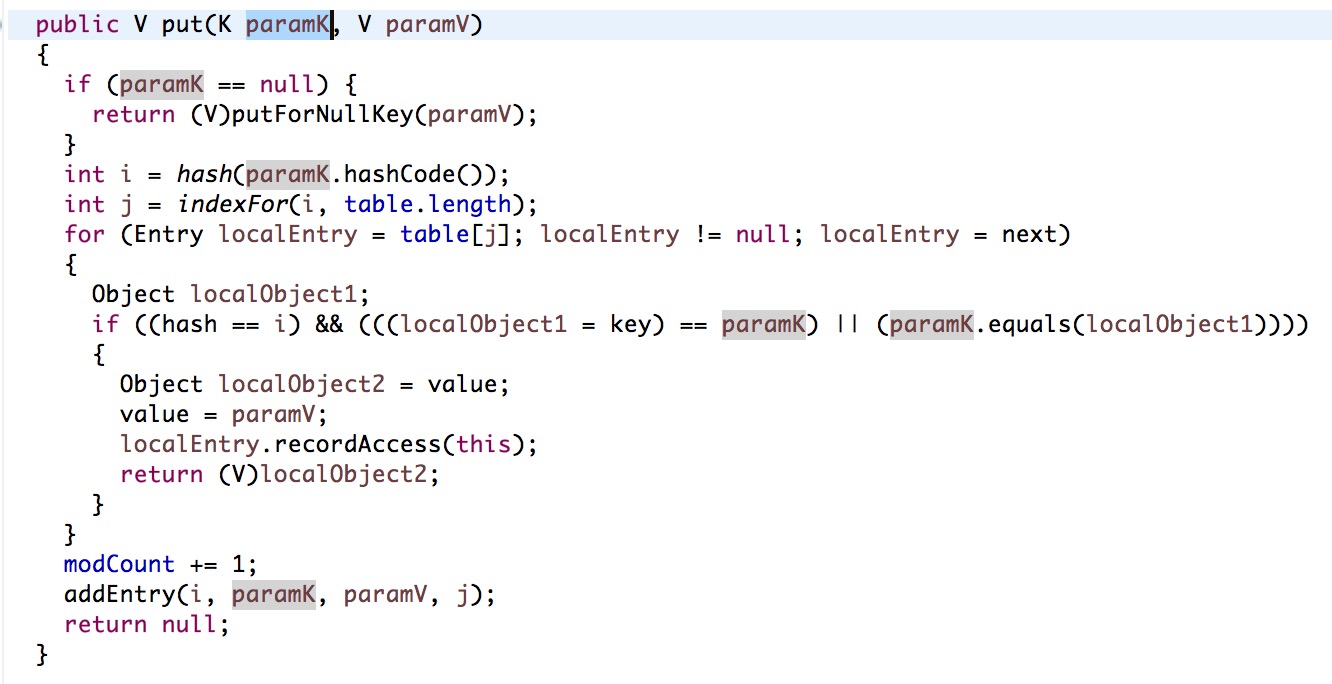 public V put(K paramK, V paramV)
{
  if (paramK == null) {
    return (V)putForNullKey(paramV);
  }
  int i = hash(paramK.hashCode());
  int j = indexFor(i, table.length);
  for (Entry localEntry = table[j]; localEntry != null; localEntry = next)
  {
    Object localObject1;
    if ((hash == i) && (((localObject1 = key) == paramK) || (paramK.equals(localObject1))))
    {
      Object localObject2 = value;
      value = paramV;
      localEntry.recordAccess(this);
      return (V)localObject2;
    }
  }
  modCount += 1;
  addEntry(i, paramK, paramV, j);
  return null;
}